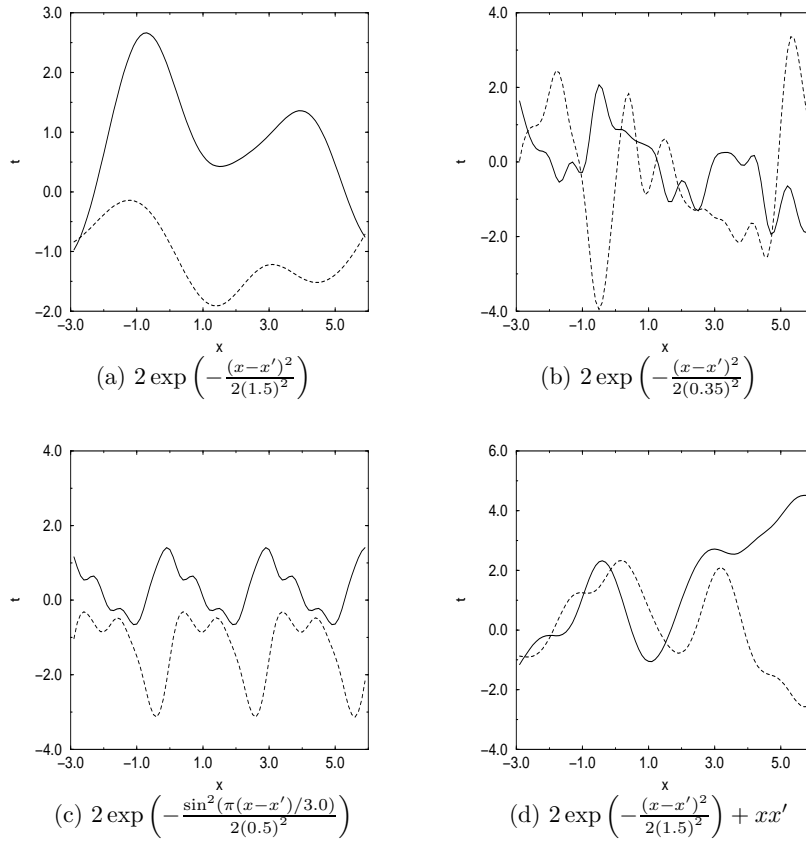 3.0
2.0
1.0
0.0
−1.0
−2.0
t
−3.0 −1.0 1.0 3.0 5.0
x
(a) 2 exp (−(x−x′)²/2(1.5)²)
4.0
2.0
0.0
−2.0
−4.0
t
−3.0 −1.0 1.0 3.0 5.0
x
(b) 2 exp (−(x−x′)²/2(0.35)²)
4.0
2.0
0.0
−2.0
−4.0
t
−3.0 −1.0 1.0 3.0 5.0
x
(c) 2 exp (−sin²(π(x−x′)/3.0)/2(0.5)²)
6.0
4.0
2.0
0.0
−2.0
−4.0
t
−3.0 −1.0 1.0 3.0 5.0
x
(d) 2 exp (−(x−x′)²/2(1.5)²) + xx′